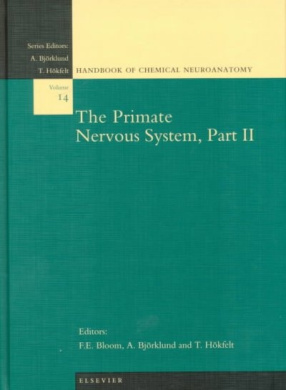 Series Editors:
A. Björklund
T. Hökfelt
HANDBOOK OF CHEMICAL NEUROANATOMY
Volume
14
The Primate
Nervous System, Part II
Editors:
F.E. Bloom, A. Björklund and T. Hökfelt
ELSEVIER